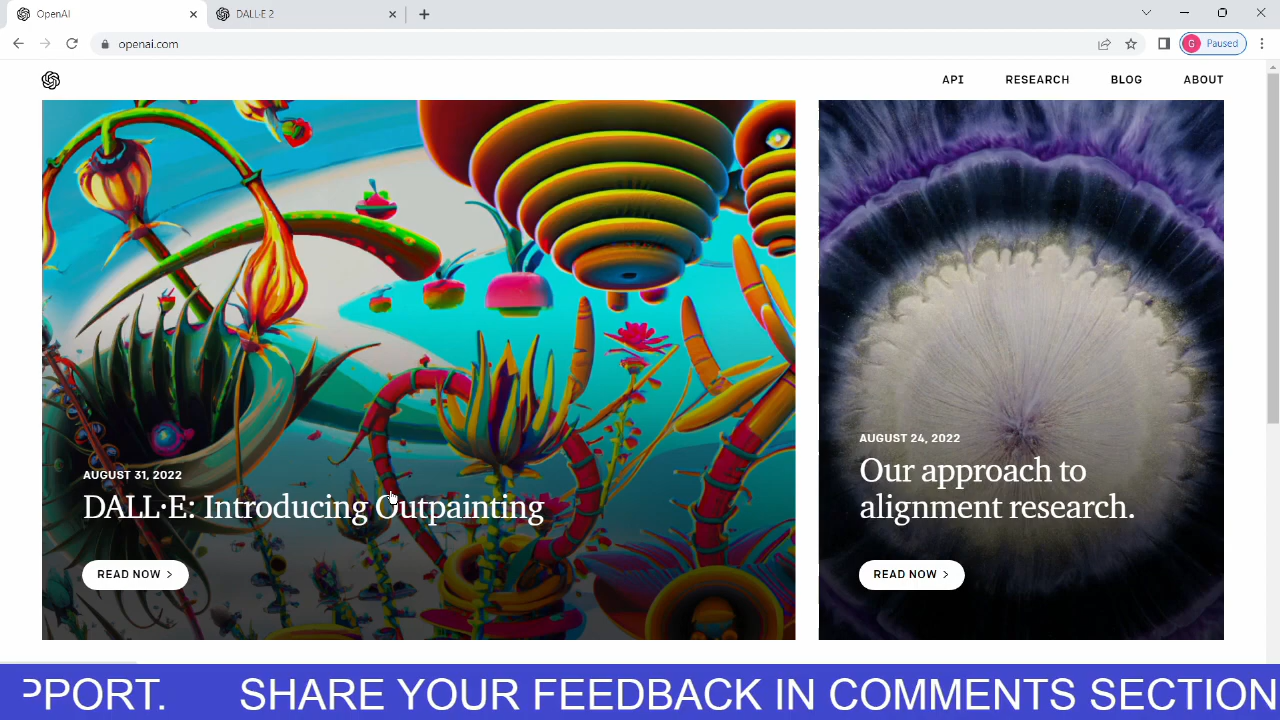 OpenAI
DALL·E 2
openai.com
G Paused
API RESEARCH BLOG ABOUT
AUGUST 31, 2022
DALL·E: Introducing Outpainting
READ NOW >
AUGUST 24, 2022
Our approach to
alignment research.
READ NOW >
PPORT. SHARE YOUR FEEDBACK IN COMMENTS SECTION